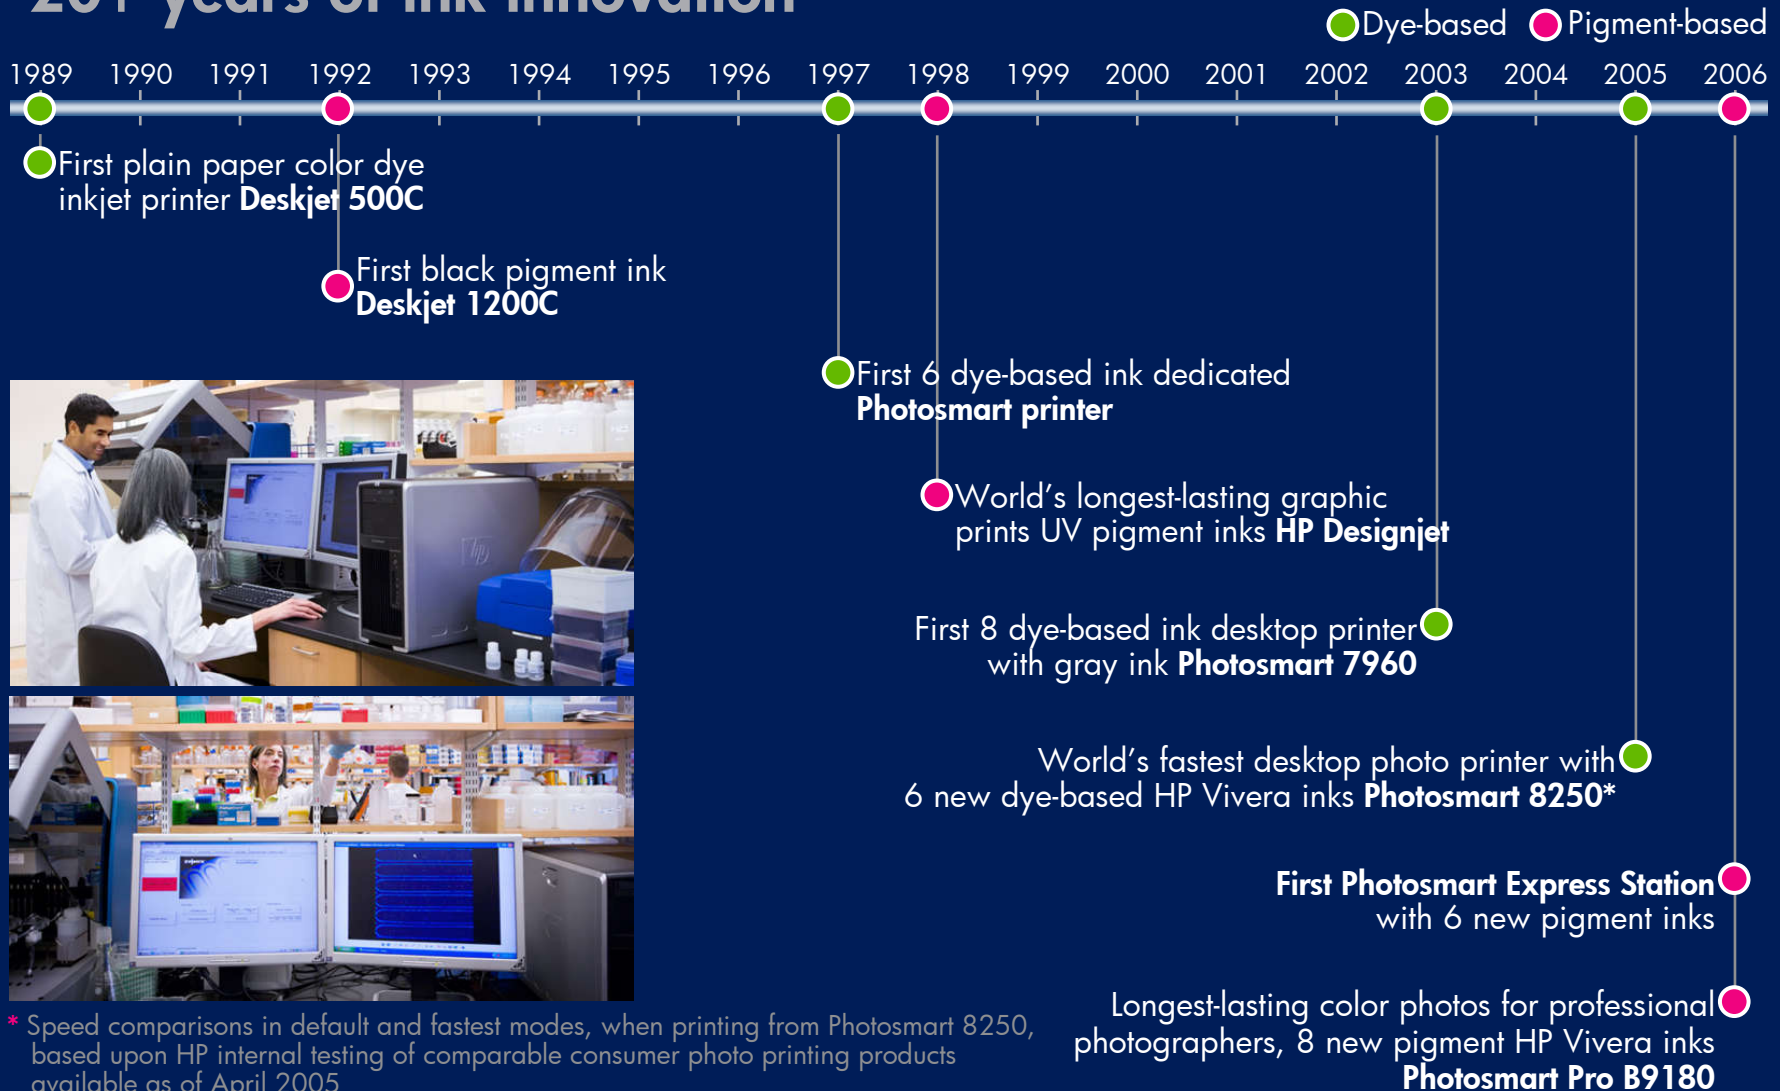 20+ years of ink innovation
Dye-based Pigment-based
1989 1990 1991 1992 1993 1994 1995 1996 1997 1998 1999 2000 2001 2002 2003 2004 2005 2006
First plain paper color dye
inkjet printer Deskjet 500C
First black pigment ink
Deskjet 1200C
First 6 dye-based ink dedicated
Photosmart printer
World's longest-lasting graphic
prints UV pigment inks HP Designjet
First 8 dye-based ink desktop printer
with gray ink Photosmart 7960
World's fastest desktop photo printer with
6 new dye-based HP Vivera inks Photosmart 8250*
First Photosmart Express Station
with 6 new pigment inks
Longest-lasting color photos for professional
photographers, 8 new pigment HP Vivera inks
Photosmart Pro B9180
hp
* Speed comparisons in default and fastest modes, when printing from Photosmart 8250,
based upon HP internal testing of comparable consumer photo printing products
available as of April 2005